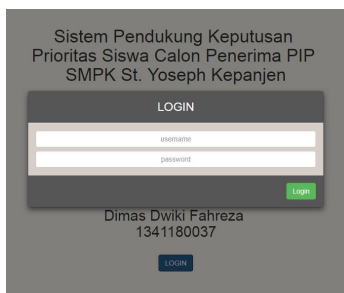 Sistem Pendukung Keputusan
Prioritas Siswa Calon Penerima PIP
SMPK St. Yoseph Kepanjen
LOGIN
username
password
Login
Dimas Dwiki Fahreza
1341180037
LOGIN